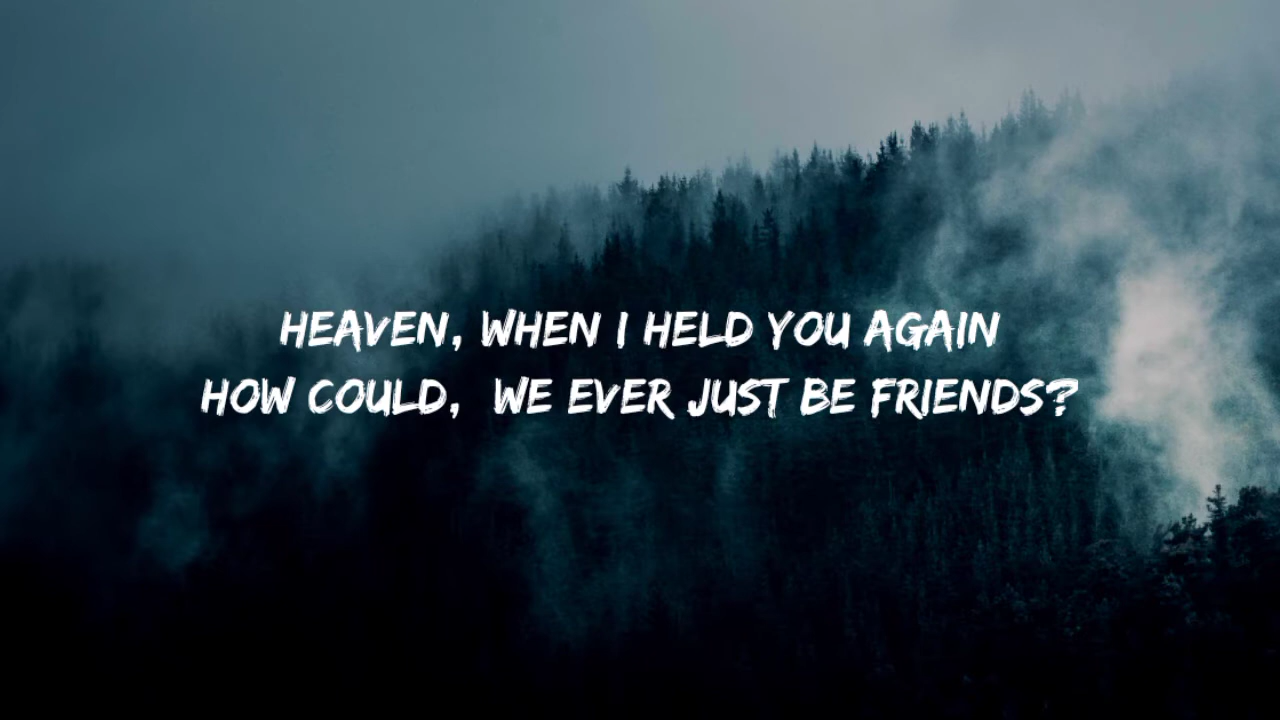 HEAVEN, WHEN I HELD YOU AGAIN
HOW COULD,  WE EVER JUST BE FRIENDS?